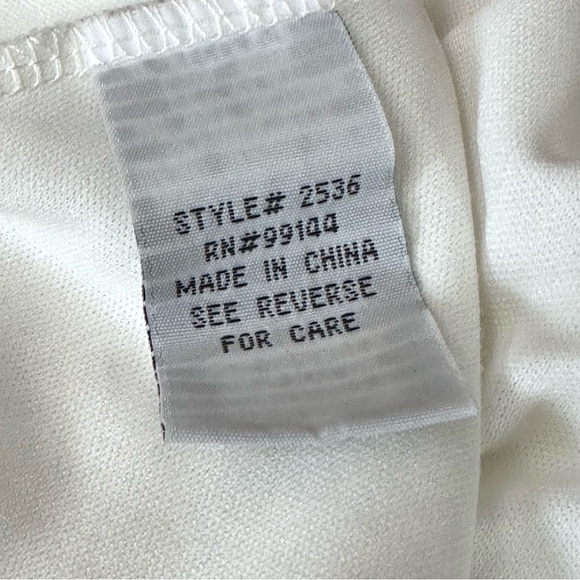 STYLE# 2536
RN#99144
MADE IN CHINA
SEE REVERSE
FOR CARE